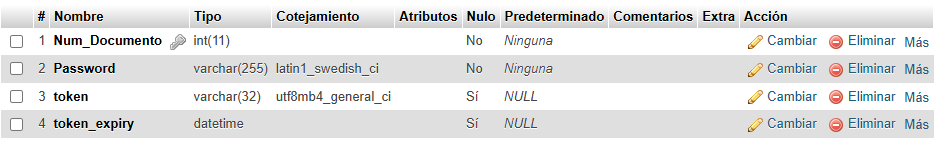 # Nombre Tipo Cotejamiento Atributos Nulo Predeterminado Comentarios Extra Acción
1 Num_Documento int(11) No Ninguna Cambiar Eliminar Más
2 Password varchar(255) latin1_swedish_ci No Ninguna Cambiar Eliminar Más
3 token varchar(32) utf8mb4_general_ci Sí NULL Cambiar Eliminar Más
4 token_expiry datetime Sí NULL Cambiar Eliminar Más